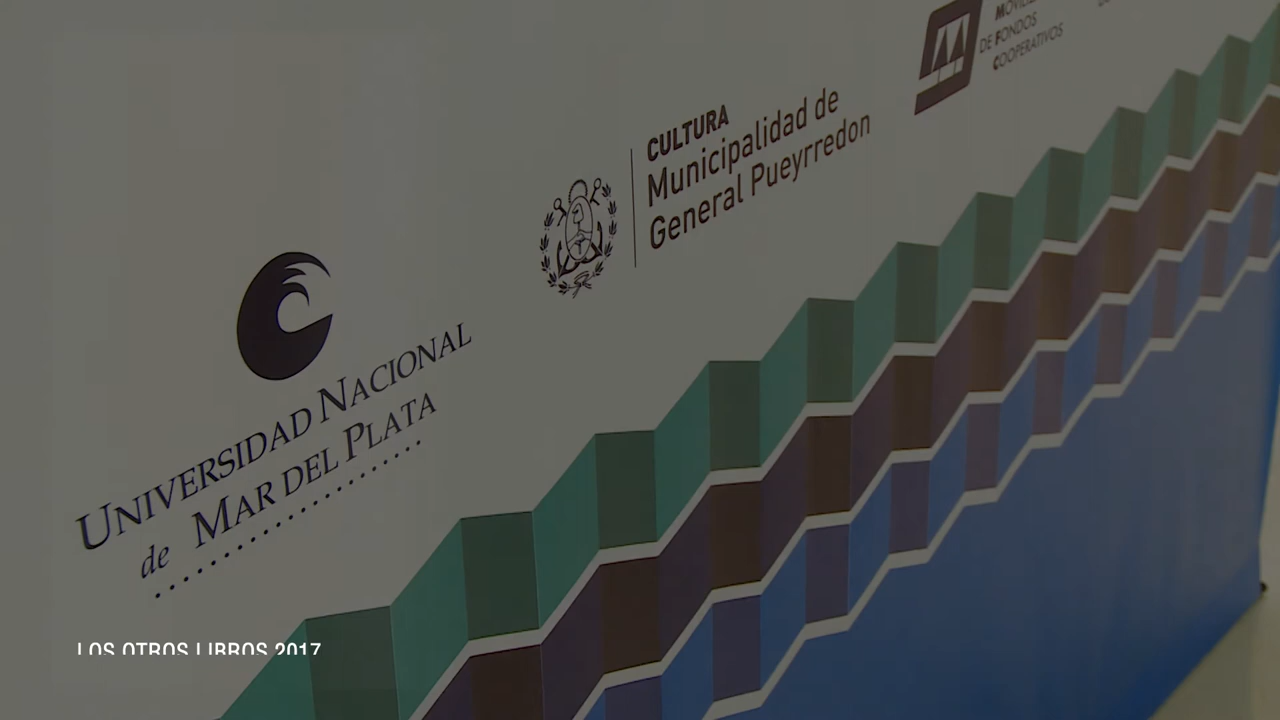 UNIVERSIDAD NACIONAL
de MAR DEL PLATA
CULTURA
Municipalidad de
General Pueyrredon
DE FONDOS
COOPERATIVOS
LOS OTROS LIBROS 2017